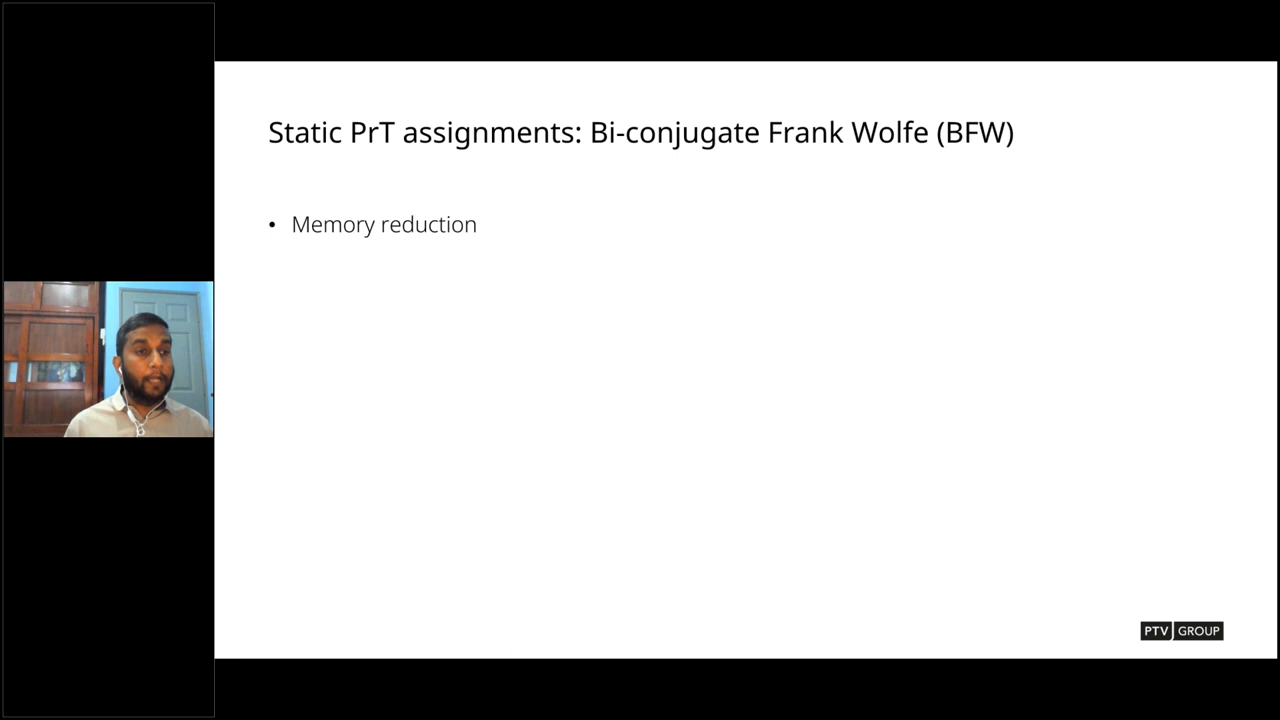 Static PrT assignments: Bi-conjugate Frank Wolfe (BFW)
• Memory reduction
PTV GROUP